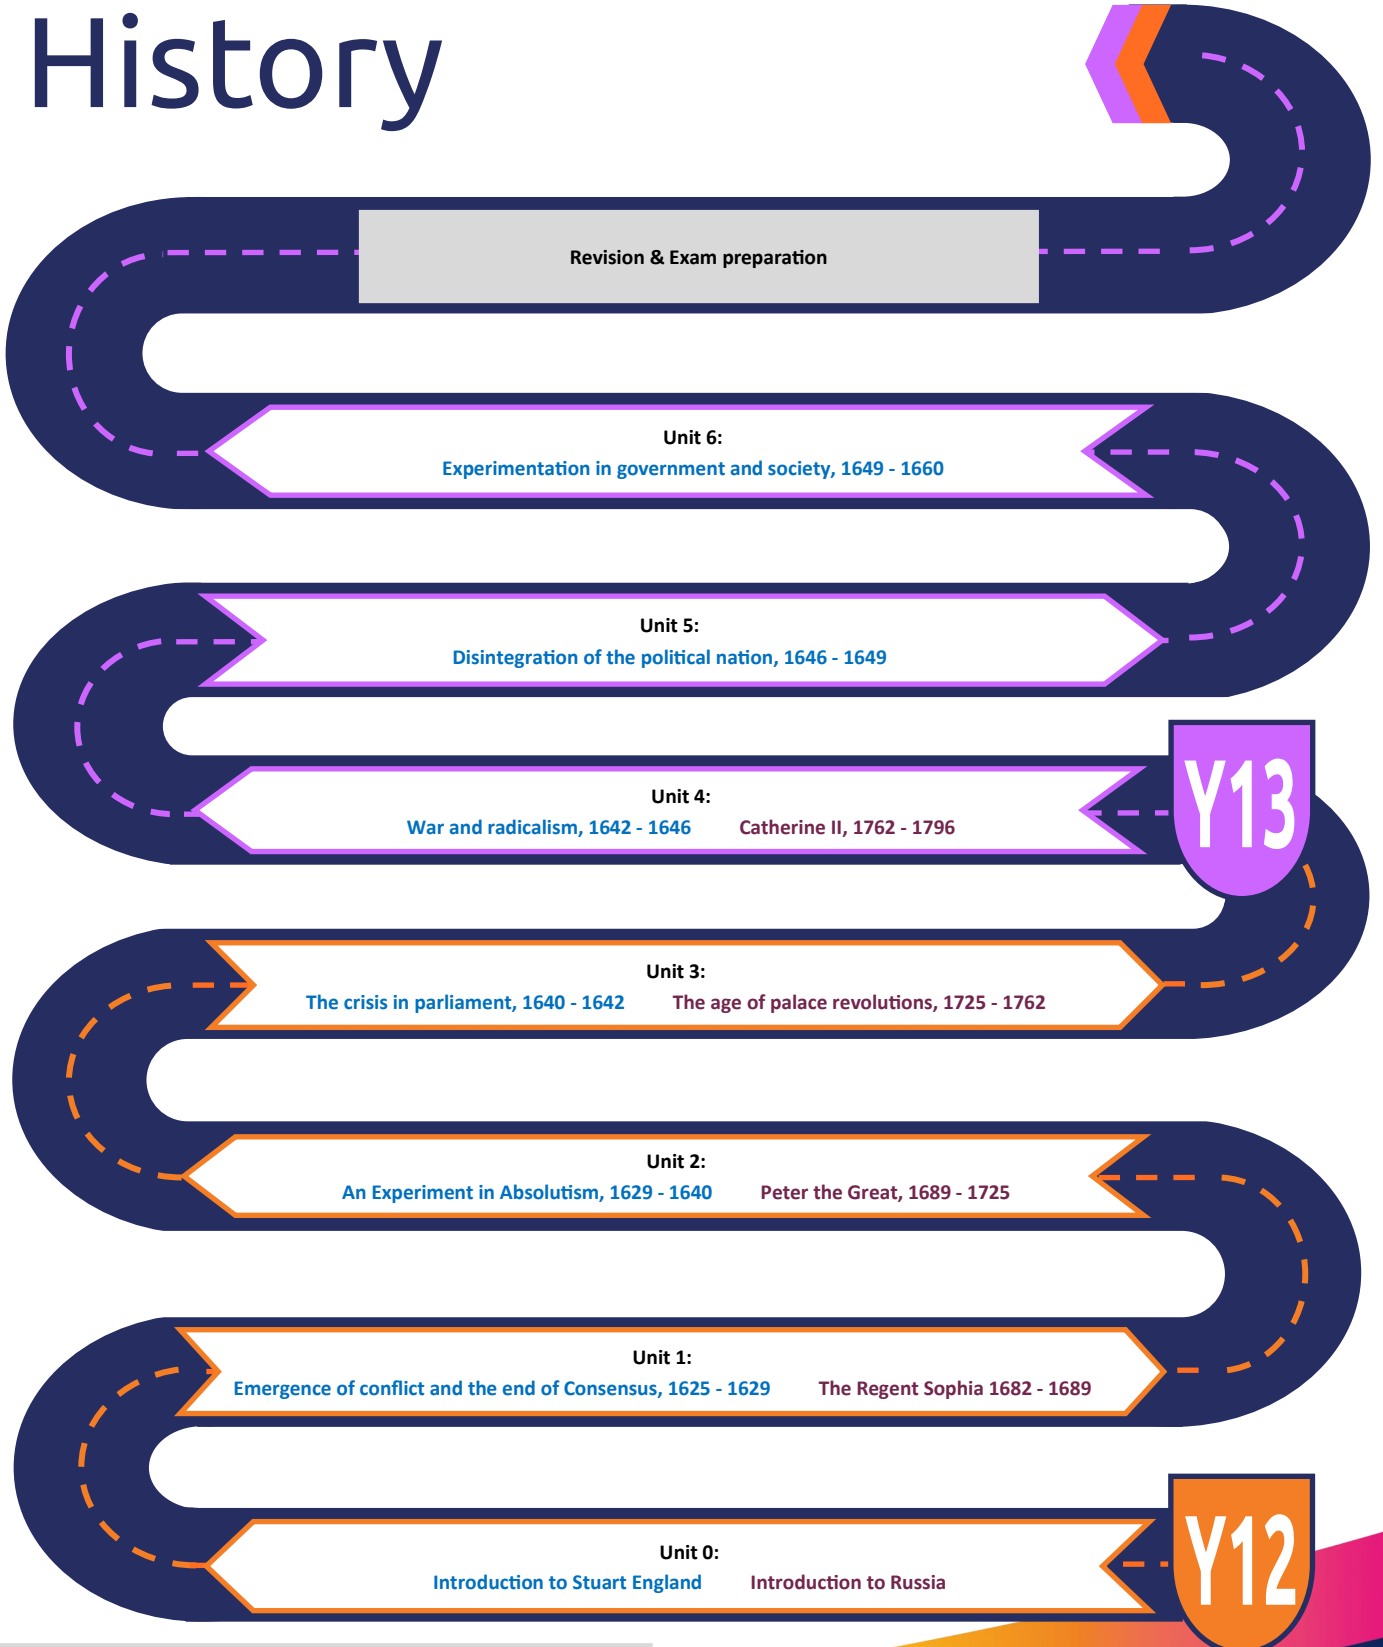 History
Revision & Exam preparation
Unit 6:
Experimentation in government and society, 1649 - 1660
Unit 5:
Disintegration of the political nation, 1646 - 1649
Y13
Unit 4:
War and radicalism, 1642 - 1646 Catherine II, 1762 - 1796
Unit 3:
The crisis in parliament, 1640 - 1642 The age of palace revolutions, 1725 - 1762
Unit 2:
An Experiment in Absolutism, 1629 - 1640 Peter the Great, 1689 - 1725
Unit 1:
Emergence of conflict and the end of Consensus, 1625 - 1629 The Regent Sophia 1682 - 1689
Y12
Unit 0:
Introduction to Stuart England Introduction to Russia